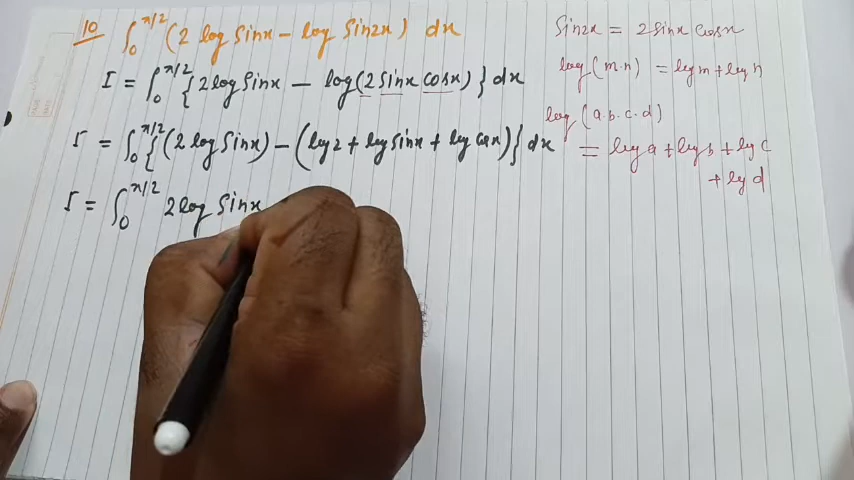 10 ∫₀^π/2 (2 log Sinx − log Sin2x) dx
I = ∫₀^π/2 {2 log Sinx − log(2 Sinx cosx)} dx
I = ∫₀^π/2 {(2 log Sinx) − (log2 + log Sinx + log cosx)} dx
I = ∫₀^π/2 2 log Sinx
Sin2x = 2 Sinx Cosx
log (m·n) = log m + log n
log (a·b·c·d)
= log a + log b + log c
+ log d